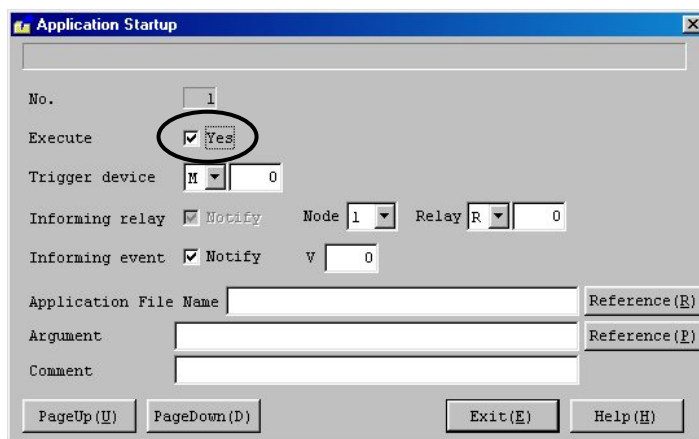 Application Startup
No. 1
Execute Yes
Trigger device M 0
Informing relay Notify Node 1 Relay R 0
Informing event Notify V 0
Application File Name Reference(R)
Argument Reference(P)
Comment
PageUp(U) PageDown(D) Exit(E) Help(H)